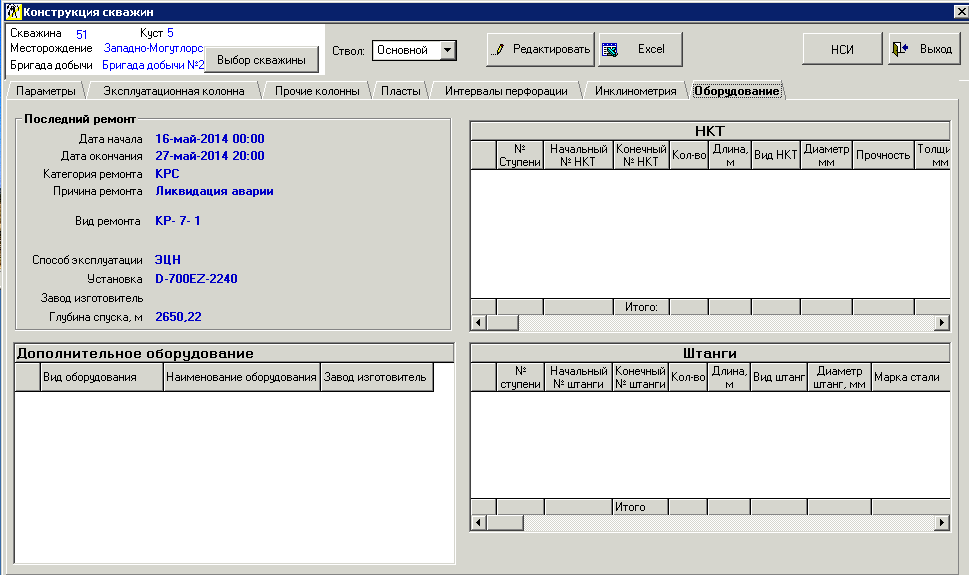 Конструкция скважин
Скважина 51 Куст 5
Месторождение Западно-Могутлорс
Бригада добычи Бригада добычи №2
Выбор скважины
Ствол: Основной
Редактировать
Excel
НСИ
Выход
Параметры
Эксплуатационная колонна
Прочие колонны
Пласты
Интервалы перфорации
Инклинометрия
Оборудование
Последний ремонт
Дата начала 16-май-2014 00:00
Дата окончания 27-май-2014 20:00
Категория ремонта КРС
Причина ремонта Ликвидация аварии
Вид ремонта КР- 7- 1
Способ эксплуатации ЭЦН
Установка D-700EZ-2240
Завод изготовитель
Глубина спуска, м 2650,22
НКТ
№ Начальный Конечный Кол-во Длина, Вид НКТ Диаметр Прочность Толщи
Ступени № НКТ № НКТ м мм мм
Итого:
Дополнительное оборудование
Вид оборудования Наименование оборудования Завод изготовитель
Штанги
№ Начальный Конечный Кол-во Длина, Вид штанг Диаметр Марка стали
ступени № штанги № штанги м штанг, мм
Итого